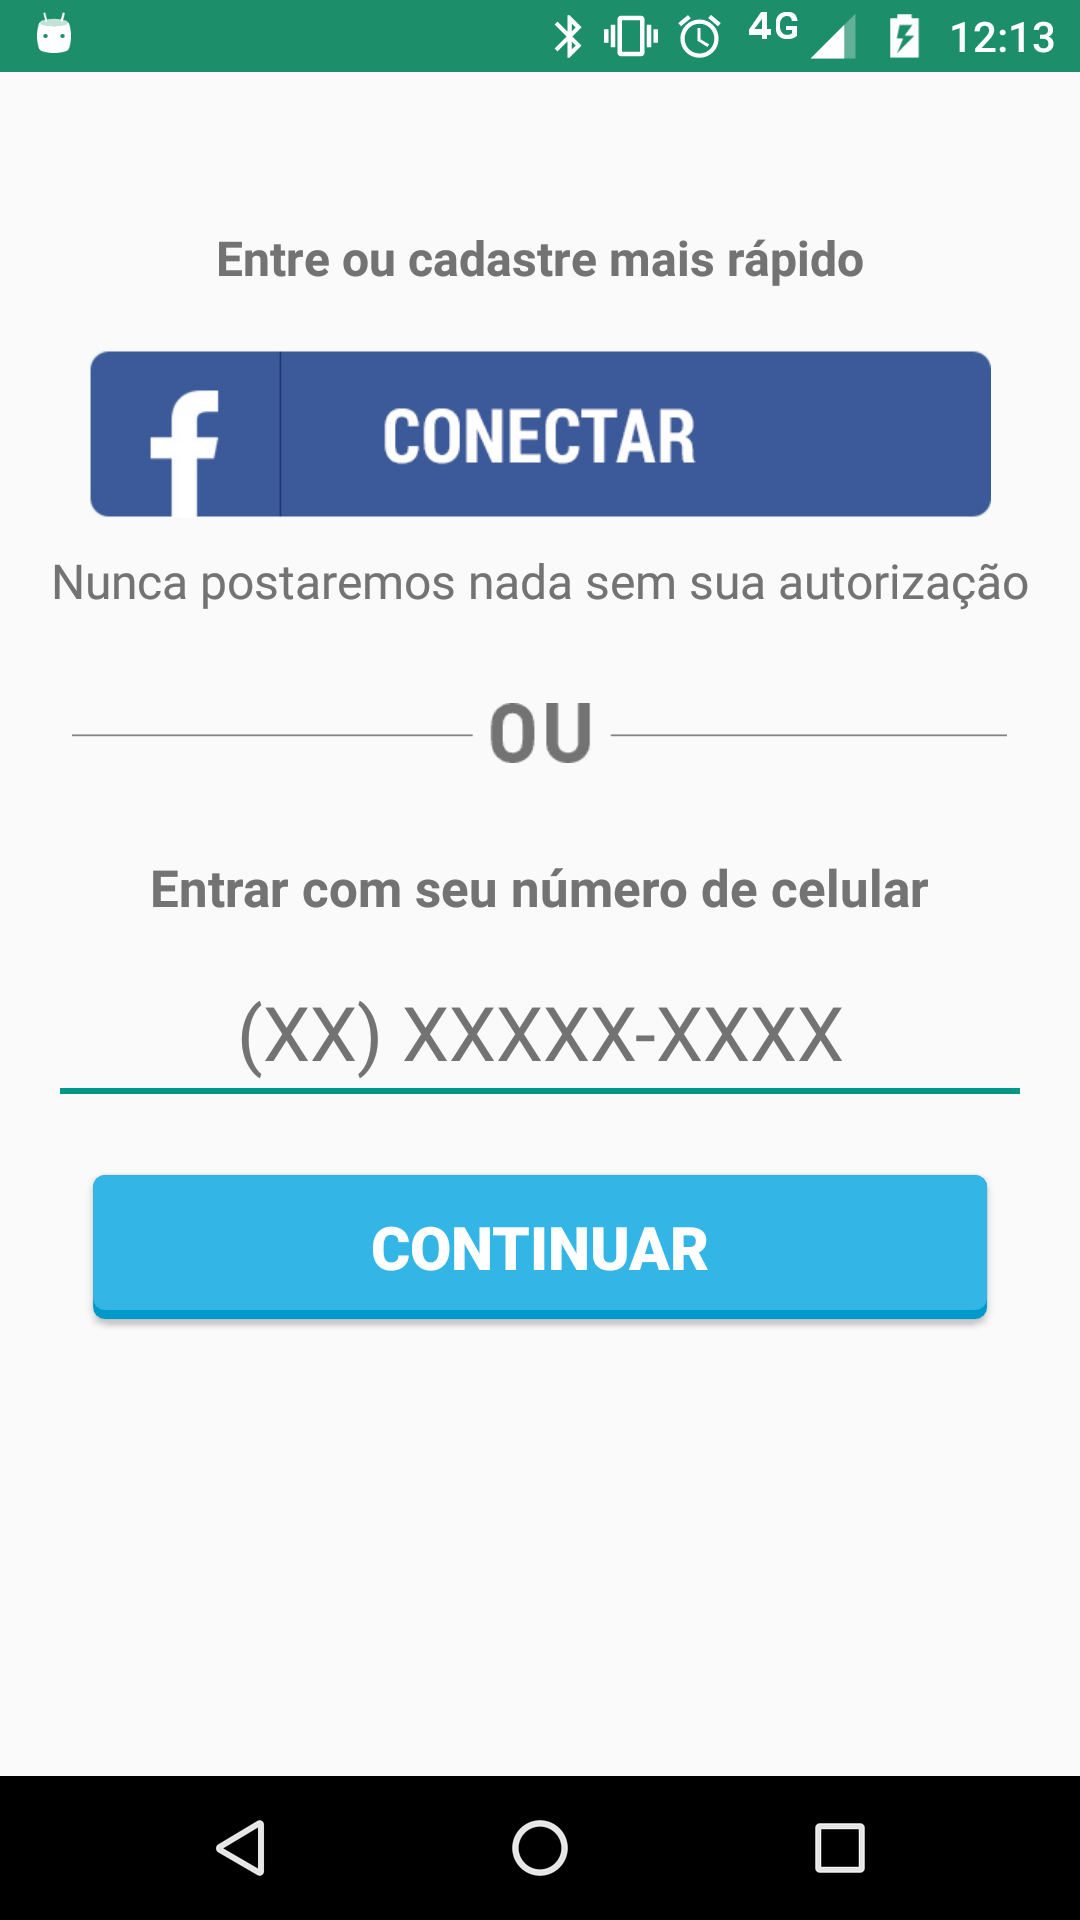 4G 12:13
Entre ou cadastre mais rápido
CONECTAR
Nunca postaremos nada sem sua autorização
OU
Entrar com seu número de celular
(XX) XXXXX-XXXX
CONTINUAR